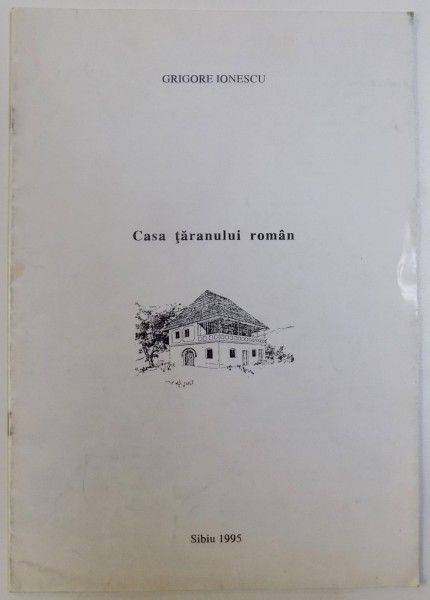 GRIGORE IONESCU
Casa ţăranului român
Sibiu 1995